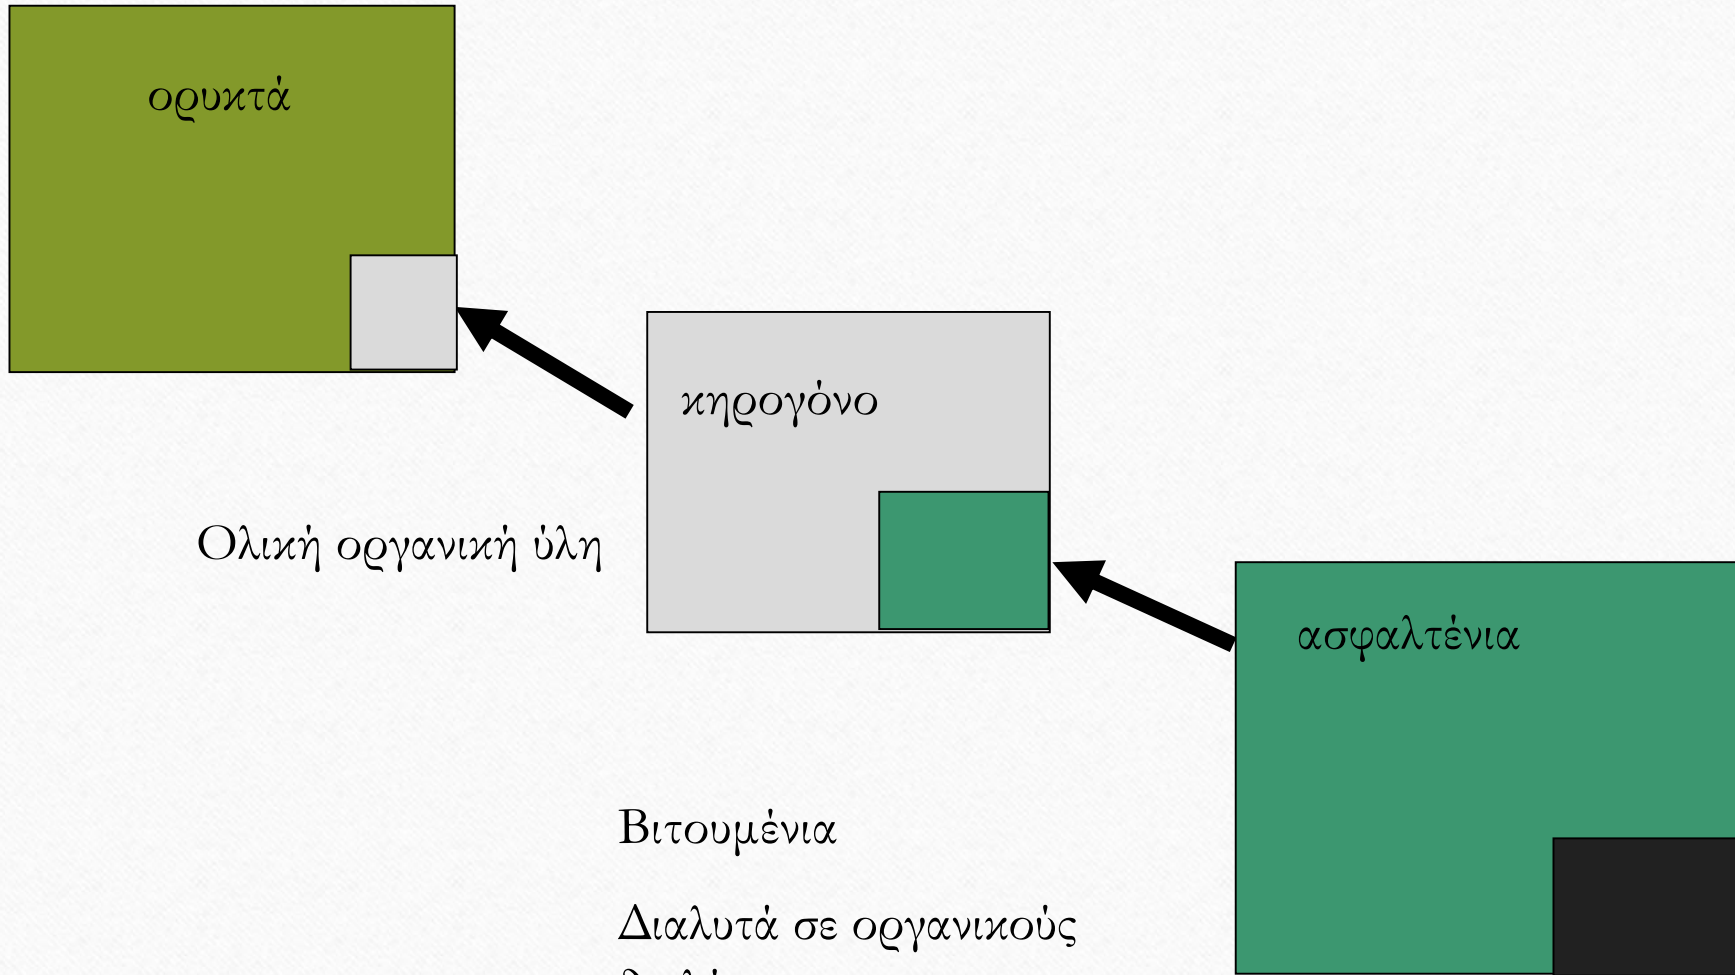 ορυκτά
κηρογόνο
Ολική οργανική ύλη
ασφαλτένια
Βιτουμένια
Διαλυτά σε οργανικούς